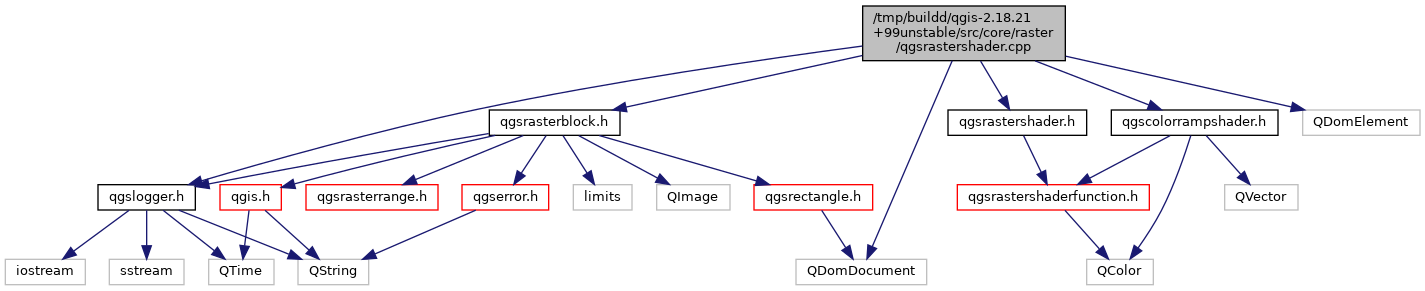 /tmp/buildd/qgis-2.18.21
+99unstable/src/core/raster
/qgsrastershader.cpp
qgsrasterblock.h
qgsrastershader.h
qgscolorrampshader.h
QDomElement
qgslogger.h
qgis.h
qgsrasterrange.h
qgserror.h
limits
QImage
qgsrectangle.h
qgsrastershaderfunction.h
QVector
iostream
sstream
QTime
QString
QDomDocument
QColor